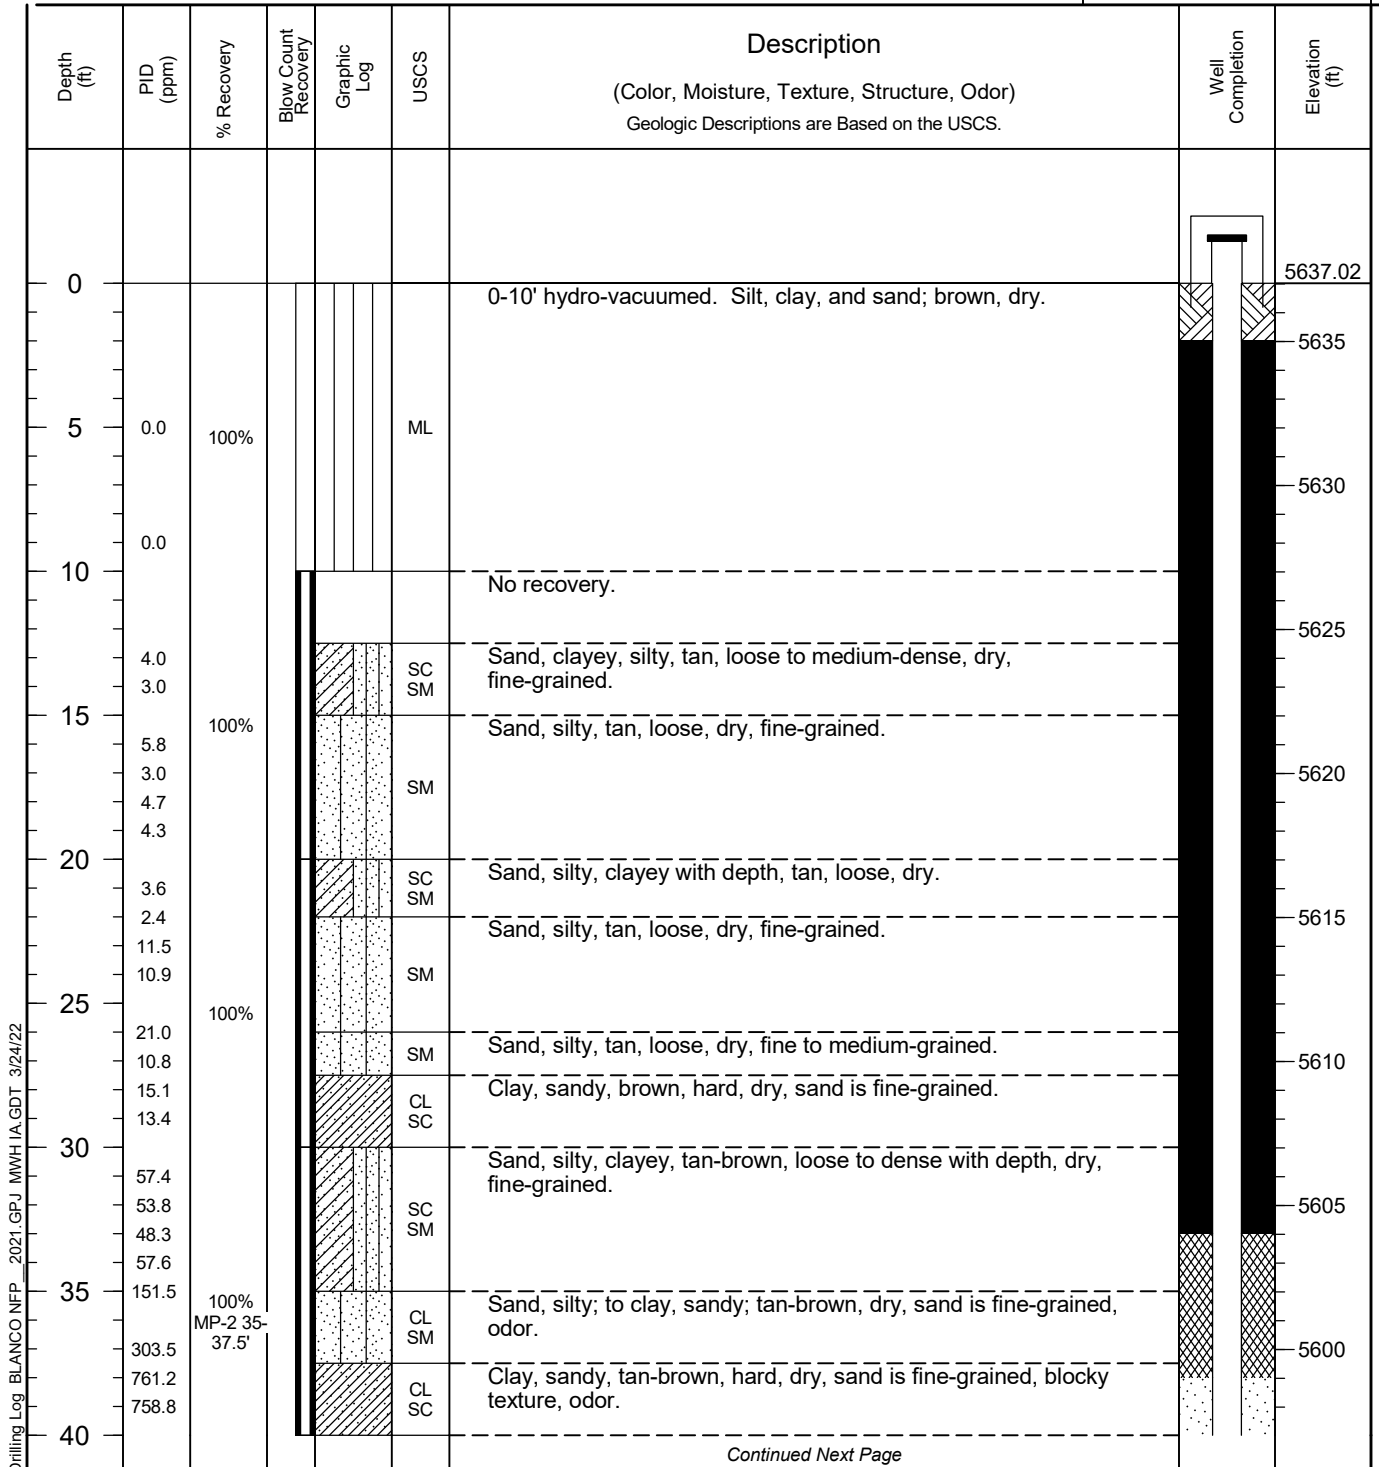 Depth
(ft)
PID
(ppm)
% Recovery
Blow Count
Recovery
Graphic
Log
USCS
Description
(Color, Moisture, Texture, Structure, Odor)
Geologic Descriptions are Based on the USCS.
Well
Completion
Elevation
(ft)
5637.02
0
0-10' hydro-vacuumed.  Silt, clay, and sand; brown, dry.
5635
5
0.0
100%
ML
5630
0.0
10
No recovery.
5625
4.0
3.0
SC
SM
Sand, clayey, silty, tan, loose to medium-dense, dry,
fine-grained.
15
100%
Sand, silty, tan, loose, dry, fine-grained.
5.8
3.0
4.7
4.3
SM
5620
20
SC
SM
Sand, silty, clayey with depth, tan, loose, dry.
3.6
2.4
5615
Sand, silty, tan, loose, dry, fine-grained.
11.5
10.9
SM
25
100%
21.0
10.8
SM
Sand, silty, tan, loose, dry, fine to medium-grained.
5610
15.1
13.4
CL
SC
Clay, sandy, brown, hard, dry, sand is fine-grained.
30
Sand, silty, clayey, tan-brown, loose to dense with depth, dry,
fine-grained.
57.4
53.8
48.3
57.6
SC
SM
5605
35
151.5
100%
MP-2 35-
37.5'
CL
SM
Sand, silty; to clay, sandy; tan-brown, dry, sand is fine-grained,
odor.
303.5
5600
761.2
758.8
CL
SC
Clay, sandy, tan-brown, hard, dry, sand is fine-grained, blocky
texture, odor.
40
Continued Next Page
Drilling Log  BLANCO NFP__2021.GPJ  MWH IA.GDT  3/24/22